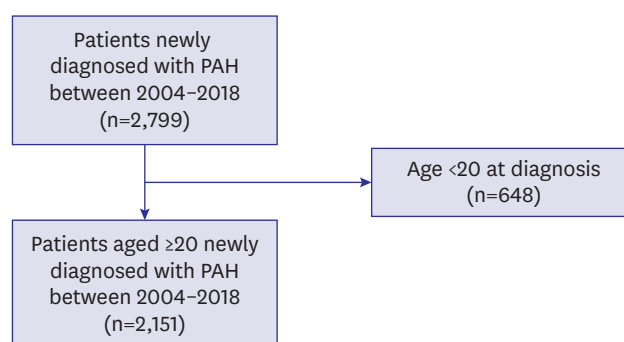 Patients newly
diagnosed with PAH
between 2004–2018
(n=2,799)
Age <20 at diagnosis
(n=648)
Patients aged ≥20 newly
diagnosed with PAH
between 2004–2018
(n=2,151)